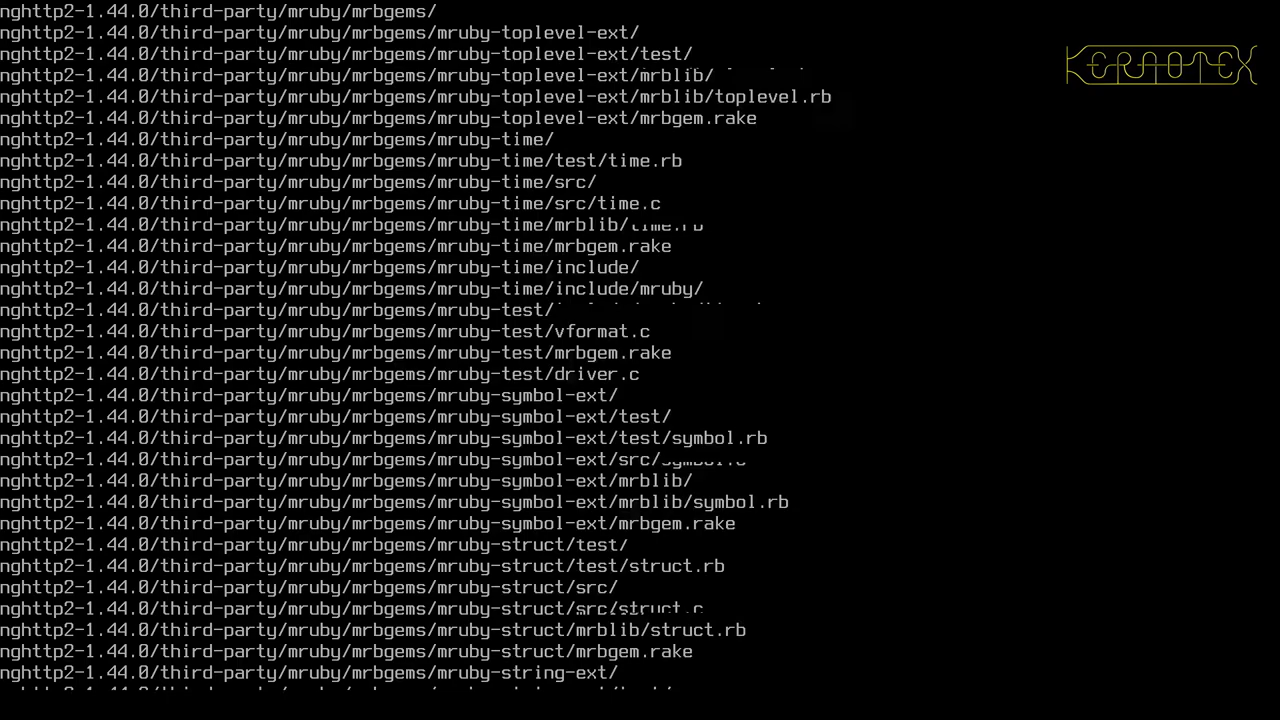 nghttp2-1.44.0/third-party/mruby/mrbgems/
nghttp2-1.44.0/third-party/mruby/mrbgems/mruby-toplevel-ext/
KERNOTEX
nghttp2-1.44.0/third-party/mruby/mrbgems/mruby-toplevel-ext/test/
nghttp2-1.44.0/third-party/mruby/mrbgems/mruby-toplevel-ext/mrblib/
nghttp2-1.44.0/third-party/mruby/mrbgems/mruby-toplevel-ext/mrblib/toplevel.rb
nghttp2-1.44.0/third-party/mruby/mrbgems/mruby-toplevel-ext/mrbgem.rake
nghttp2-1.44.0/third-party/mruby/mrbgems/mruby-time/
nghttp2-1.44.0/third-party/mruby/mrbgems/mruby-time/test/time.rb
nghttp2-1.44.0/third-party/mruby/mrbgems/mruby-time/src/
nghttp2-1.44.0/third-party/mruby/mrbgems/mruby-time/src/time.c
nghttp2-1.44.0/third-party/mruby/mrbgems/mruby-time/mrblib/time.rb
nghttp2-1.44.0/third-party/mruby/mrbgems/mruby-time/mrbgem.rake
nghttp2-1.44.0/third-party/mruby/mrbgems/mruby-time/include/
nghttp2-1.44.0/third-party/mruby/mrbgems/mruby-time/include/mruby/
nghttp2-1.44.0/third-party/mruby/mrbgems/mruby-test/
nghttp2-1.44.0/third-party/mruby/mrbgems/mruby-test/vformat.c
nghttp2-1.44.0/third-party/mruby/mrbgems/mruby-test/mrbgem.rake
nghttp2-1.44.0/third-party/mruby/mrbgems/mruby-test/driver.c
nghttp2-1.44.0/third-party/mruby/mrbgems/mruby-symbol-ext/
nghttp2-1.44.0/third-party/mruby/mrbgems/mruby-symbol-ext/test/
nghttp2-1.44.0/third-party/mruby/mrbgems/mruby-symbol-ext/test/symbol.rb
nghttp2-1.44.0/third-party/mruby/mrbgems/mruby-symbol-ext/src/symbol.c
nghttp2-1.44.0/third-party/mruby/mrbgems/mruby-symbol-ext/mrblib/
nghttp2-1.44.0/third-party/mruby/mrbgems/mruby-symbol-ext/mrblib/symbol.rb
nghttp2-1.44.0/third-party/mruby/mrbgems/mruby-symbol-ext/mrbgem.rake
nghttp2-1.44.0/third-party/mruby/mrbgems/mruby-struct/test/
nghttp2-1.44.0/third-party/mruby/mrbgems/mruby-struct/test/struct.rb
nghttp2-1.44.0/third-party/mruby/mrbgems/mruby-struct/src/
nghttp2-1.44.0/third-party/mruby/mrbgems/mruby-struct/src/struct.c
nghttp2-1.44.0/third-party/mruby/mrbgems/mruby-struct/mrblib/struct.rb
nghttp2-1.44.0/third-party/mruby/mrbgems/mruby-struct/mrbgem.rake
nghttp2-1.44.0/third-party/mruby/mrbgems/mruby-string-ext/